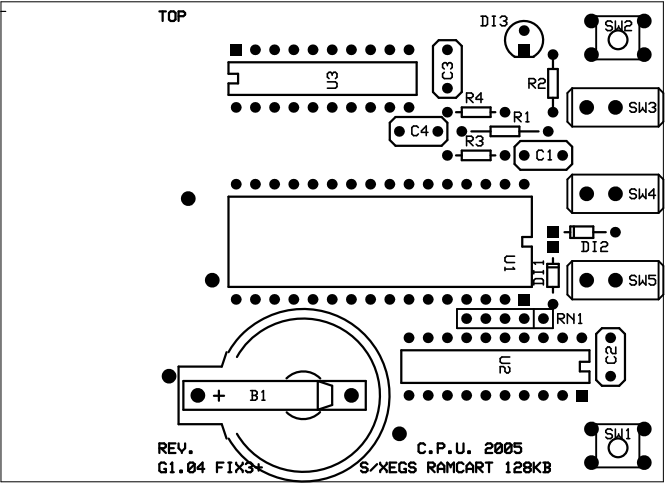 TOP
DI3
SW2
U3
C3
R2
R4
SW3
R1
C4
R3
C1
SW4
DI2
U1
DI1
SW5
RN1
U2
C2
+ B1
SW1
REV.
C.P.U. 2005
G1.04 FIX3+
S/XEGS RAMCART 128KB